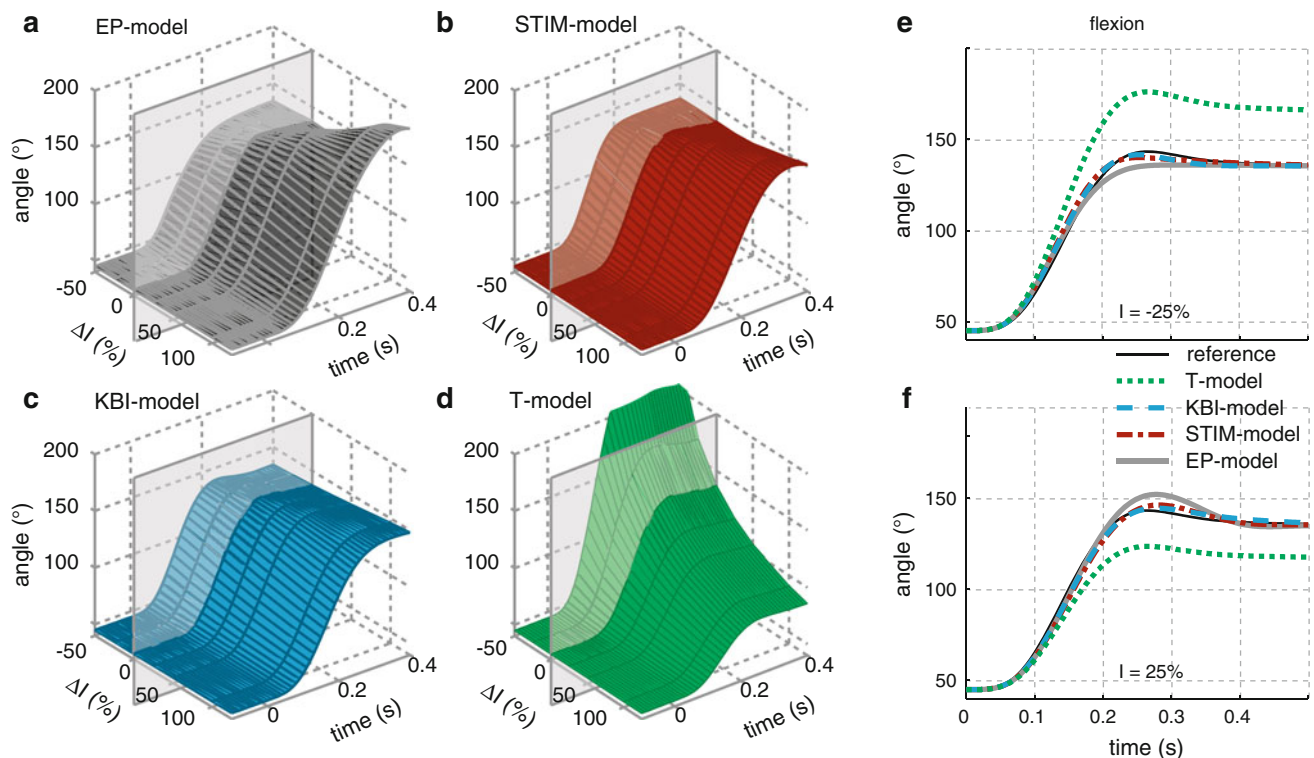 a EP-model
200
150
100
angle (°)
-50
0
50
100
ΔI (%)
0
0.2
0.4
time (s)
b STIM-model
200
150
100
angle (°)
-50
0
50
100
ΔI (%)
0
0.2
0.4
time (s)
c KBI-model
200
150
100
angle (°)
-50
0
50
100
ΔI (%)
0
0.2
0.4
time (s)
d T-model
200
150
100
angle (°)
-50
0
50
100
ΔI (%)
0
0.2
0.4
time (s)
e flexion
150
100
50
angle (°)
I = -25%
reference
T-model
KBI-model
STIM-model
EP-model
f
150
100
50
angle (°)
I = 25%
0 0.1 0.2 0.3 0.4
time (s)